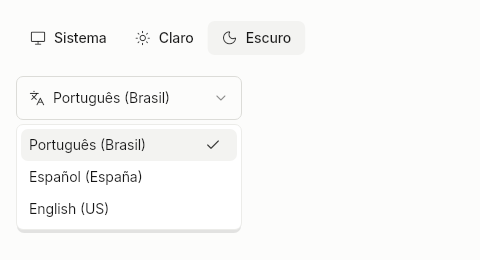 Sistema Claro Escuro
Português (Brasil)
Português (Brasil)
Español (España)
English (US)